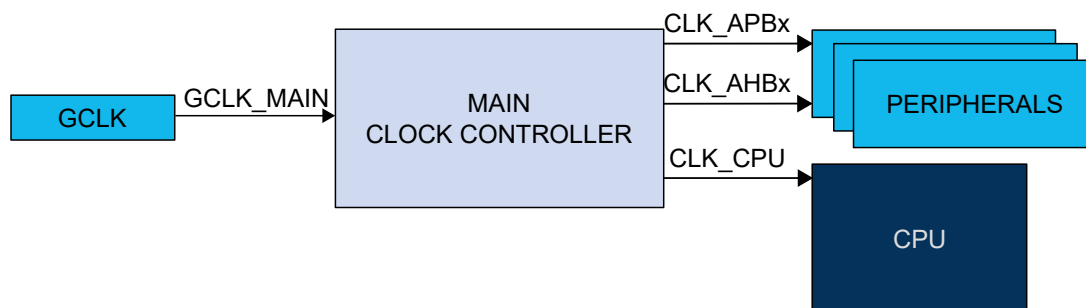 GCLK
GCLK_MAIN
MAIN
CLOCK CONTROLLER
CLK_APBx
CLK_AHBx
CLK_CPU
PERIPHERALS
CPU